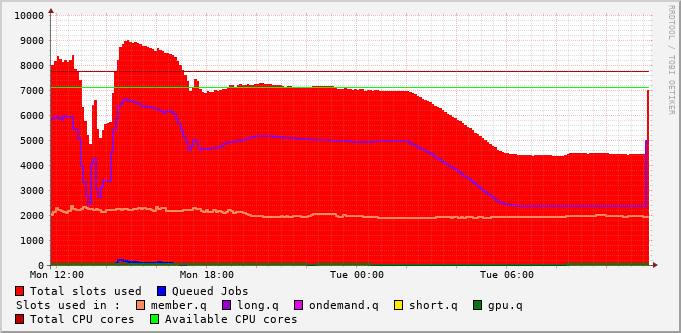 10000
9000
8000
7000
6000
5000
4000
3000
2000
1000
0
Mon 12:00 Mon 18:00 Tue 00:00 Tue 06:00
Total slots used Queued Jobs
Slots used in : member.q long.q ondemand.q short.q gpu.q
Total CPU cores Available CPU cores
RRDTOOL / TOBI OETIKER